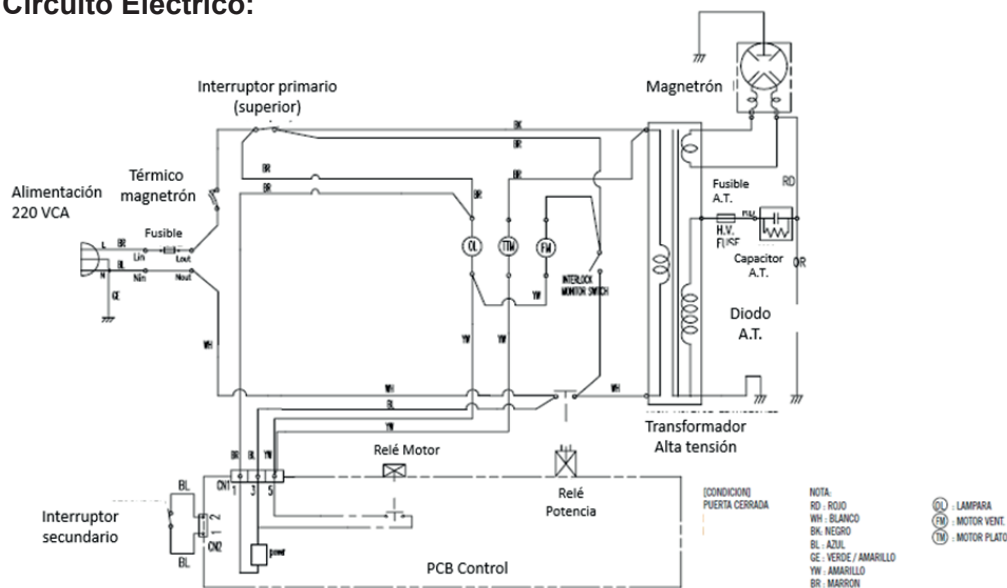 Circuito Eléctrico:
Magnetrón
Interruptor primario
(superior)
BK
BR
BR
BR
BR
BR
Térmico
magnetrón
Alimentación
220 VCA
Fusible
L
BR
Lin
Lout
N
BL
Nin
Nout
GE
Fusible
A.T.
RD
H.V.
FUSE
Capacitor
A.T.
OR
OL
TTM
FM
INTERLOCK
MONITOR SWITCH
YW
Diodo
A.T.
WH
YW
YW
WH
BL
WH
YW
Transformador
Alta tensión
Relé Motor
BR
BL
YW
CN1
1
3
5
BL
Interruptor
secundario
2
1
CN2
BL
power
Relé
Potencia
PCB Control
[CONDICION]
PUERTA CERRADA
NOTA:
RD : ROJO
WH : BLANCO
BK: NEGRO
BL : AZUL
GE : VERDE / AMARILLO
YW : AMARILLO
BR : MARRON
OL : LAMPARA
FM : MOTOR VENT.
TM : MOTOR PLATO